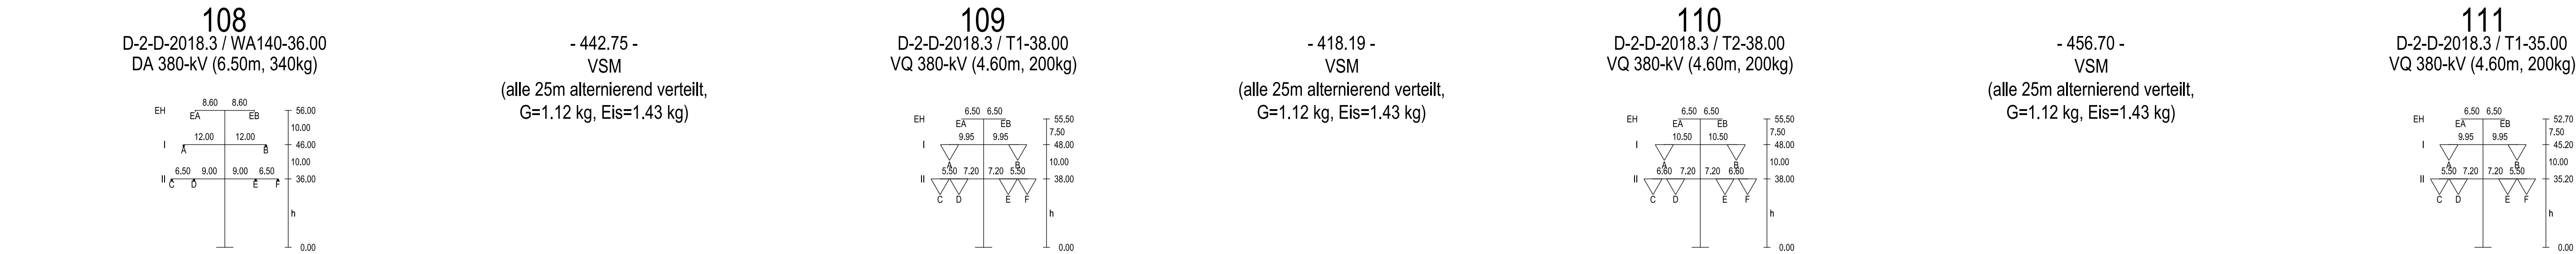 108
D-2-D-2018.3 / WA140-36.00
DA 380-kV (6.50m, 340kg)
8.60 8.60
EH EA EB 56.00
10.00
12.00 12.00
I A B 46.00
10.00
6.50 9.00 9.00 6.50
II C D E F 36.00
h
0.00
- 442.75 -
VSM
(alle 25m alternierend verteilt,
G=1.12 kg, Eis=1.43 kg)
109
D-2-D-2018.3 / T1-38.00
VQ 380-kV (4.60m, 200kg)
6.50 6.50
EH EA EB 55.50
7.50
9.95 9.95
I 48.00
A B 10.00
5.50 7.20 7.20 5.50
II 38.00
C D E F
h
0.00
- 418.19 -
VSM
(alle 25m alternierend verteilt,
G=1.12 kg, Eis=1.43 kg)
110
D-2-D-2018.3 / T2-38.00
VQ 380-kV (4.60m, 200kg)
6.50 6.50
EH EA EB 55.50
7.50
10.50 10.50
I 48.00
A B 10.00
6.60 7.20 7.20 6.60
II 38.00
C D E F
h
0.00
- 456.70 -
VSM
(alle 25m alternierend verteilt,
G=1.12 kg, Eis=1.43 kg)
111
D-2-D-2018.3 / T1-35.00
VQ 380-kV (4.60m, 200kg)
6.50 6.50
EH EA EB 52.70
7.50
9.95 9.95
I 45.20
A B 10.00
5.50 7.20 7.20 5.50
II 35.20
C D E F
h
0.00